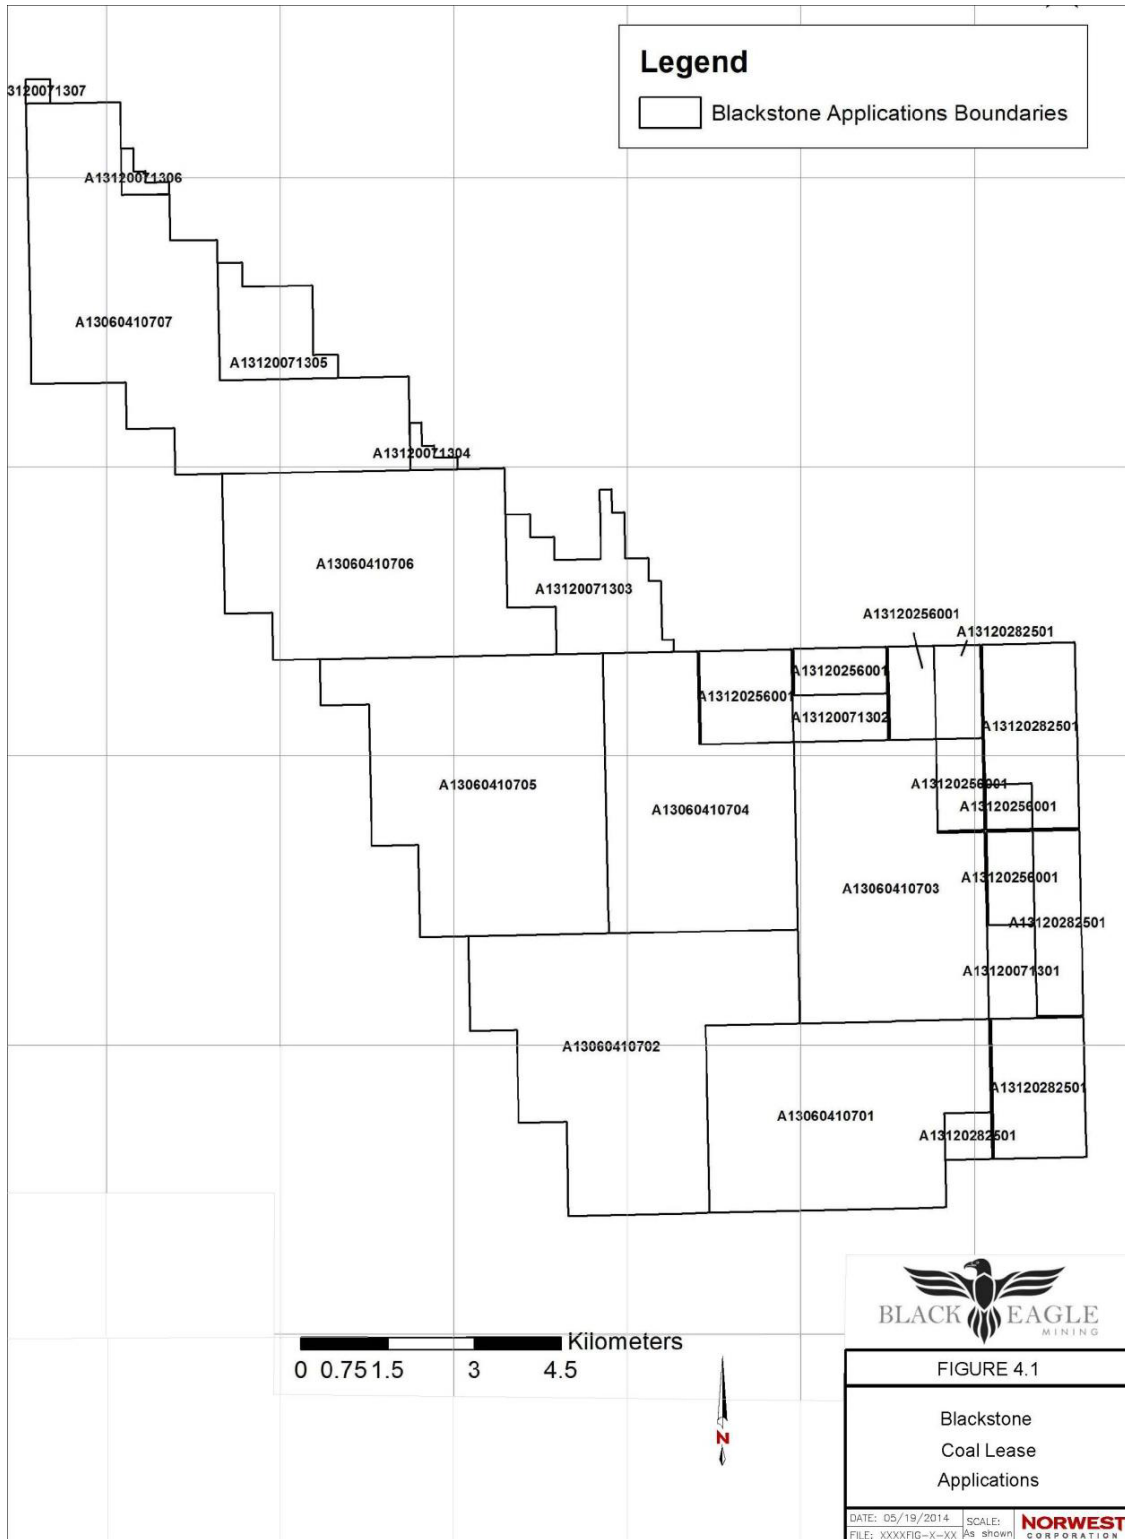 Legend
Blackstone Applications Boundaries
13120071307
A13120071306
A13060410707
A13120071305
A13120071304
A13060410706
A13120071303
A13120256001
A13120282501
A13120256001
A13120256001
A13120071302
A13120282501
A13120256001
A13120256001
A13060410705
A13060410704
A13060410703
A13120256001
A13120282501
A13120071301
A13060410702
A13120282501
A13060410701
A13120282501
Kilometers
0 0.75 1.5 3 4.5
N
BLACK EAGLE
MINING
FIGURE 4.1
Blackstone
Coal Lease
Applications
DATE: 05/19/2014
SCALE:
As shown
FILE: XXXXFIG-X-XX
NORWEST
CORPORATION